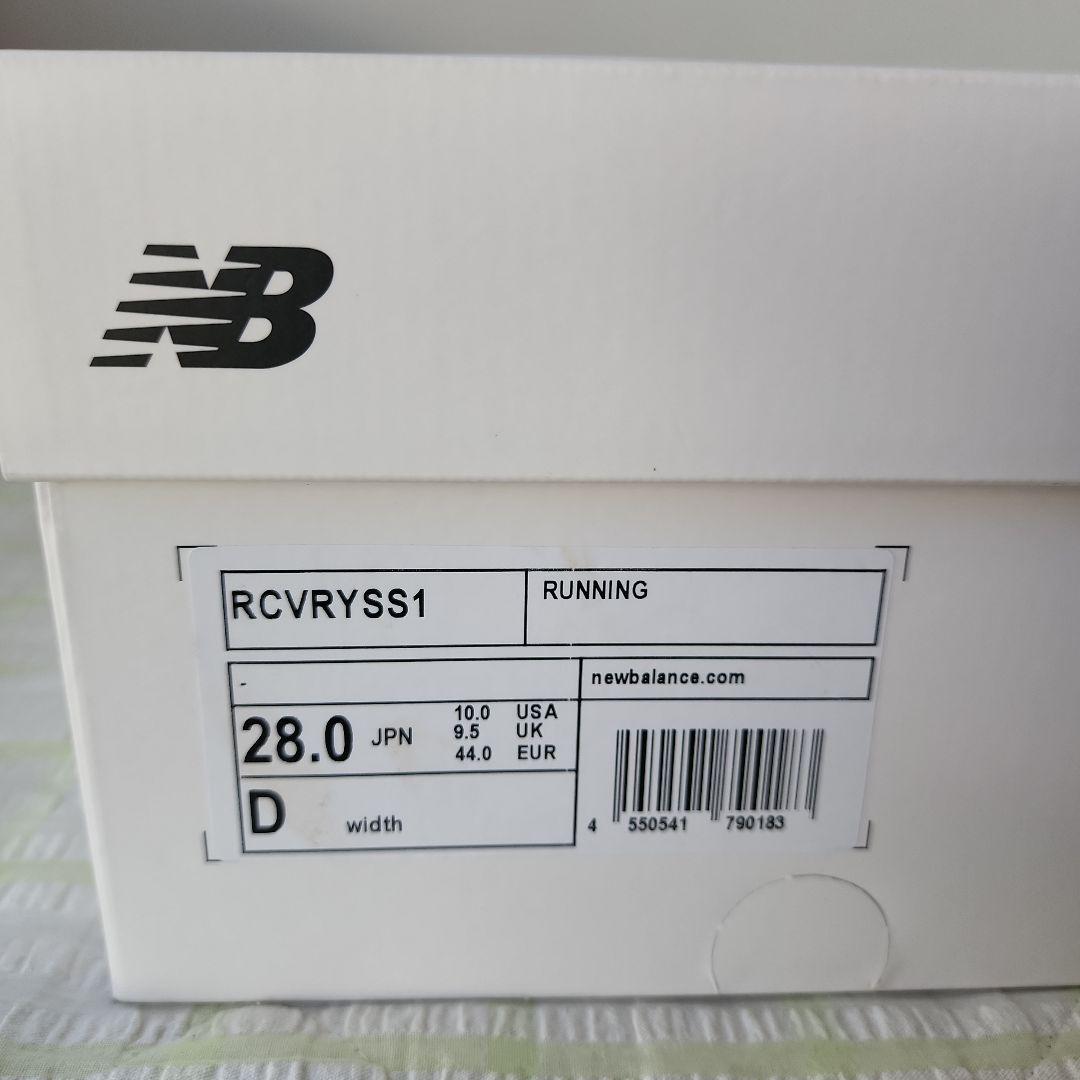 NB
RCVRYSS1
RUNNING
-
newbalance.com
28.0 JPN
10.0 USA
9.5 UK
44.0 EUR
D width
4 550541 790183